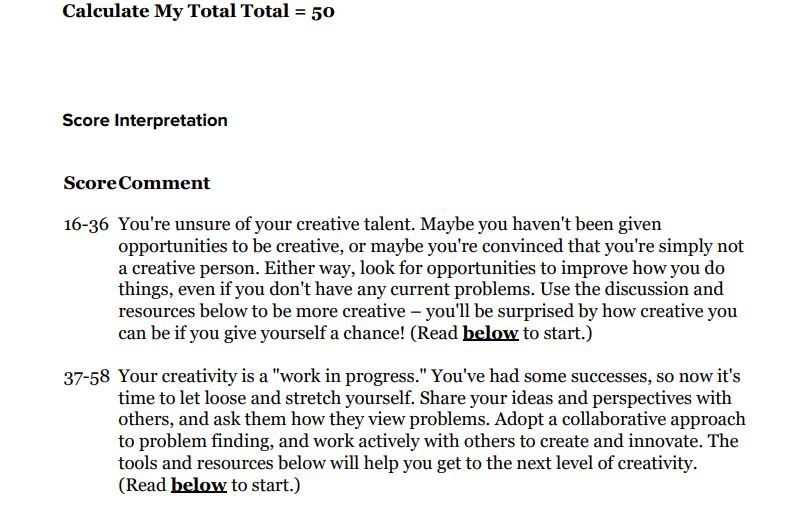 Calculate My Total Total = 50
Score Interpretation
Score Comment
16-36 You're unsure of your creative talent. Maybe you haven't been given
opportunities to be creative, or maybe you're convinced that you're simply not
a creative person. Either way, look for opportunities to improve how you do
things, even if you don't have any current problems. Use the discussion and
resources below to be more creative – you'll be surprised by how creative you
can be if you give yourself a chance! (Read below to start.)
37-58 Your creativity is a "work in progress." You've had some successes, so now it's
time to let loose and stretch yourself. Share your ideas and perspectives with
others, and ask them how they view problems. Adopt a collaborative approach
to problem finding, and work actively with others to create and innovate. The
tools and resources below will help you get to the next level of creativity.
(Read below to start.)